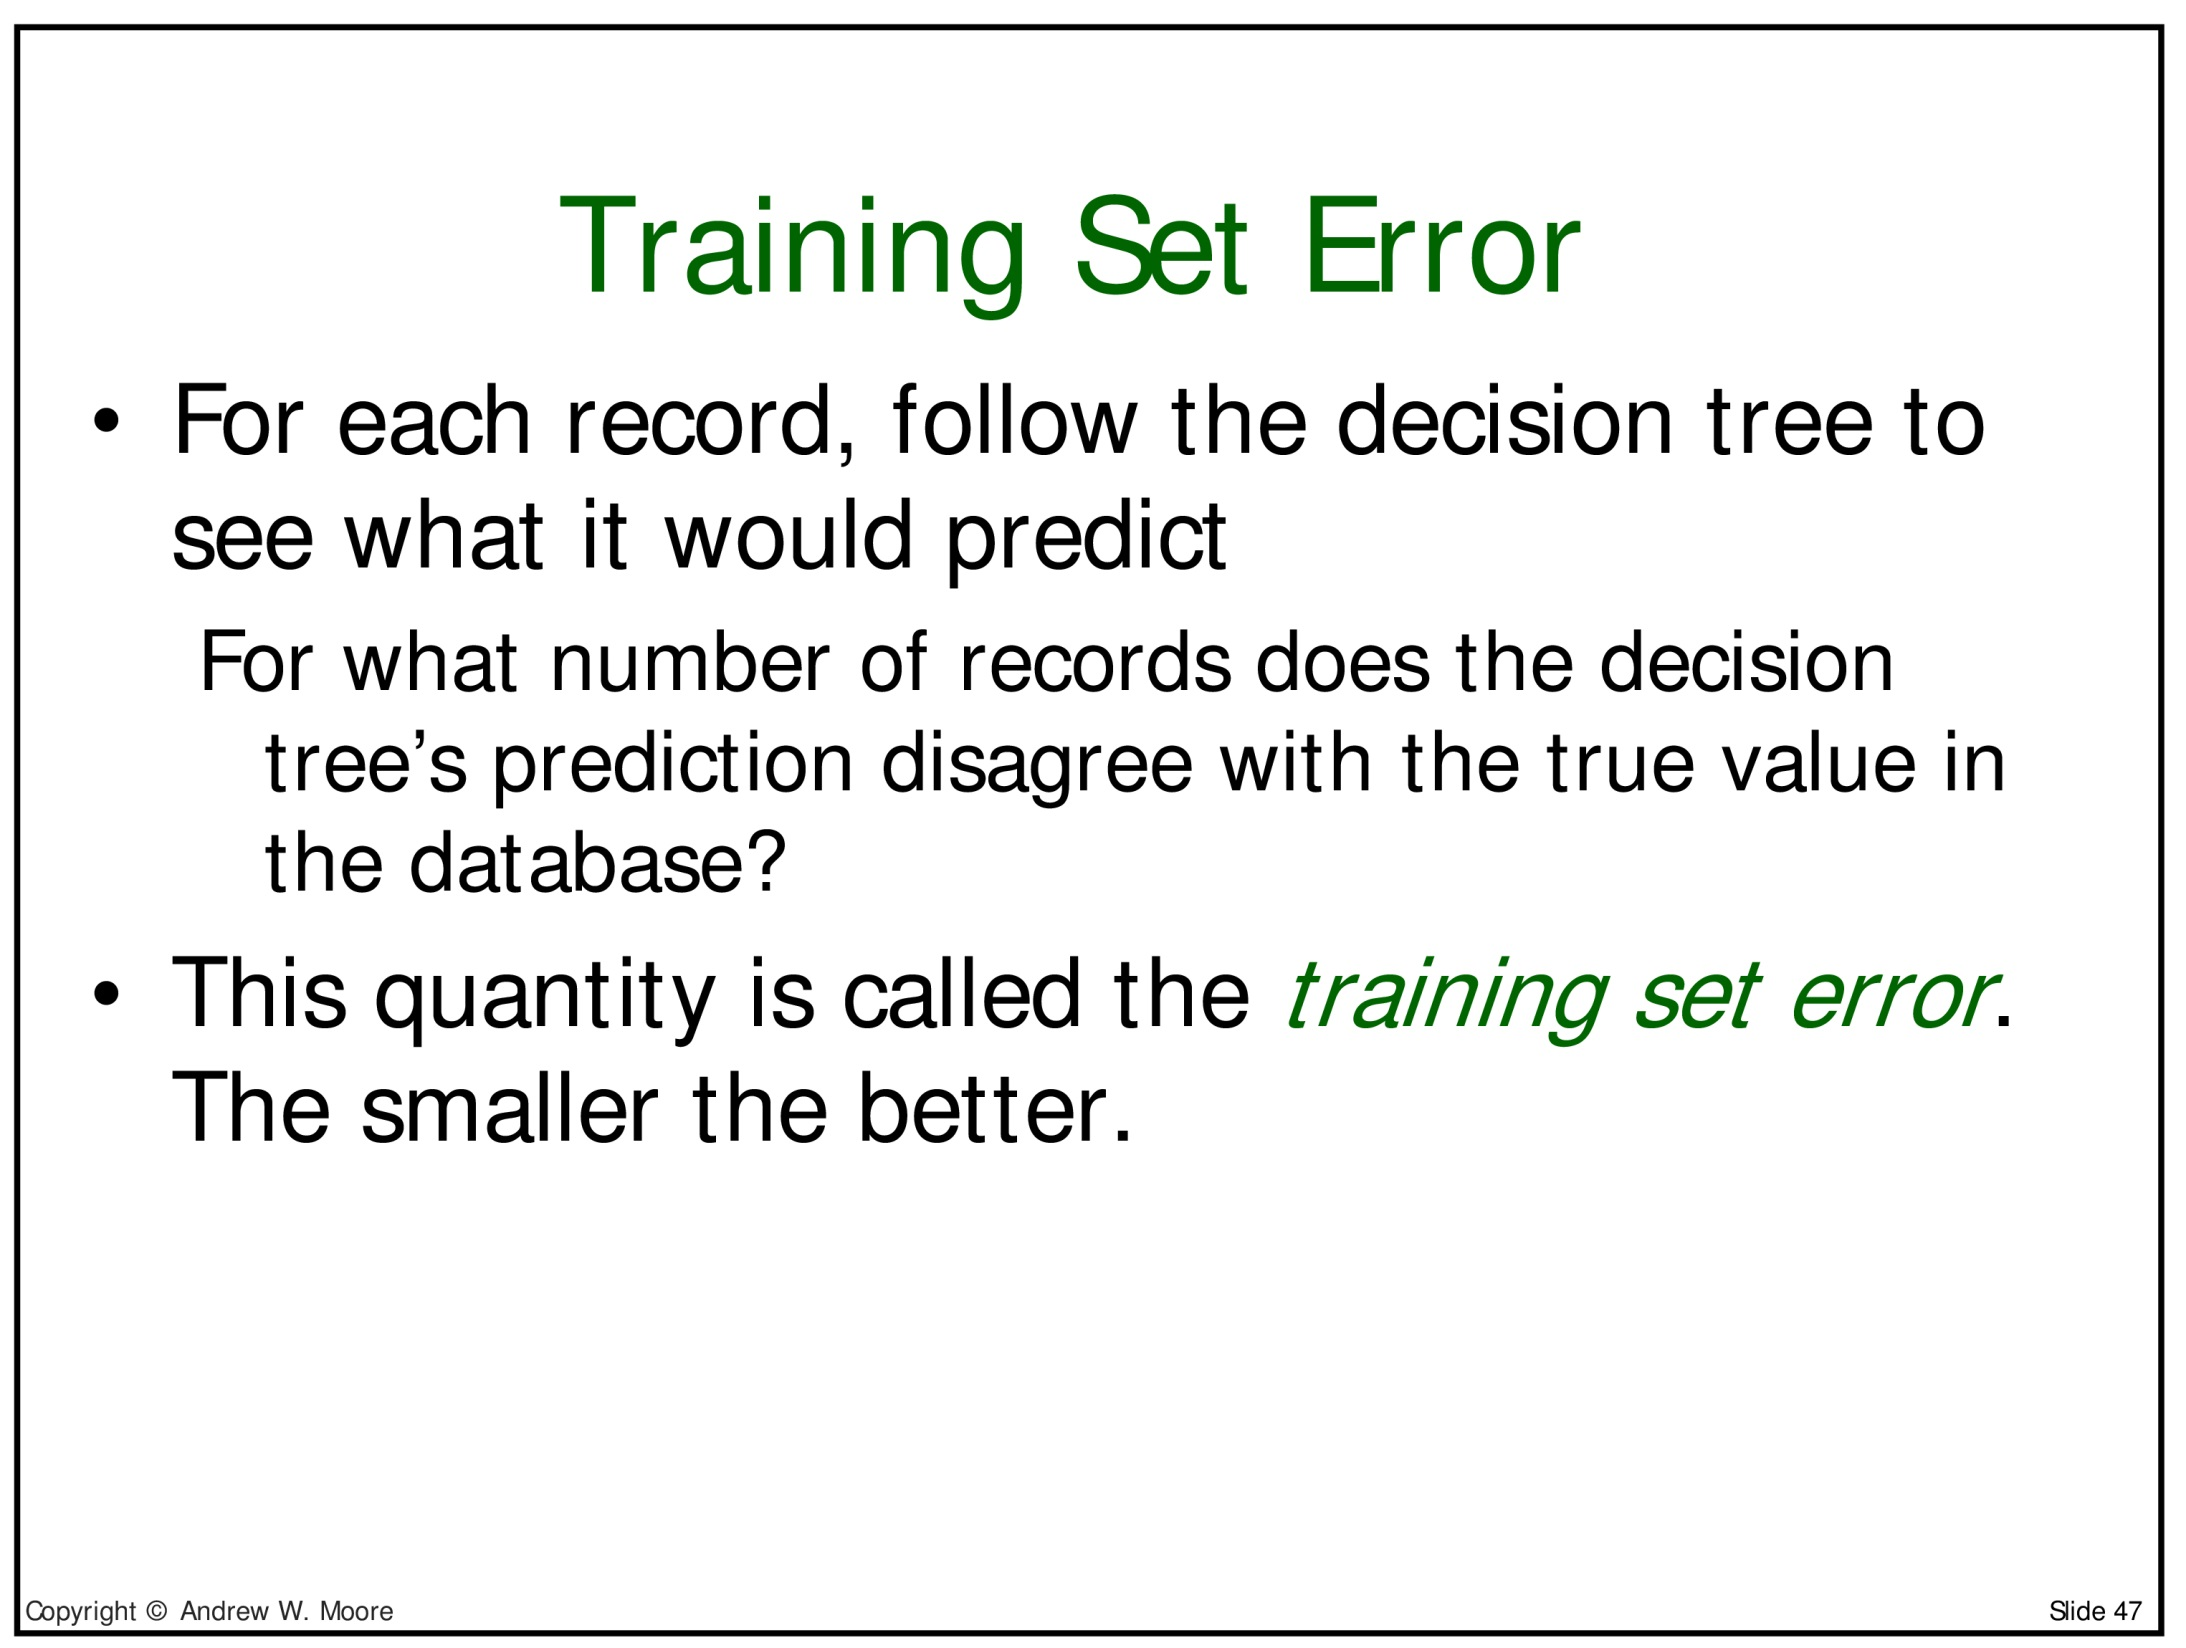 Training Set Error
• For each record, follow the decision tree to
see what it would predict
For what number of records does the decision
tree’s prediction disagree with the true value in
the database?
• This quantity is called the training set error.
The smaller the better.
Copyright © Andrew W. Moore
Slide 47